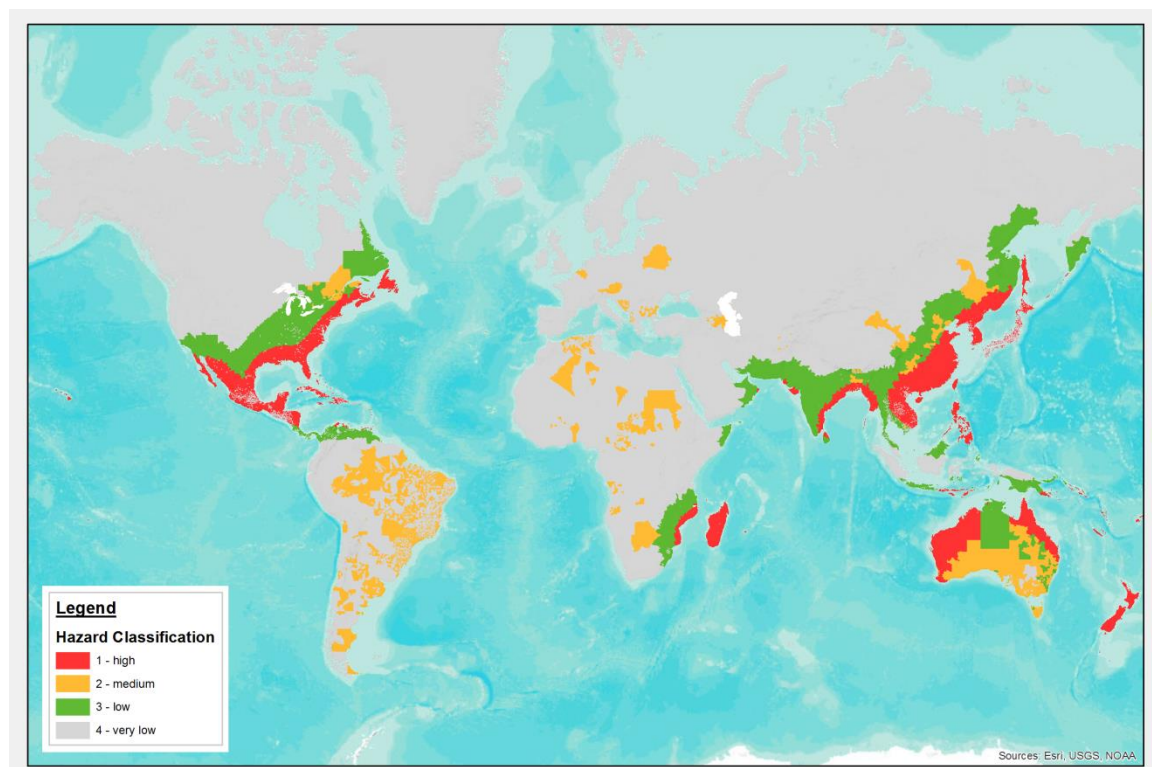 Legend
Hazard Classification
1 - high
2 - medium
3 - low
4 - very low
Sources: Esri, USGS, NOAA